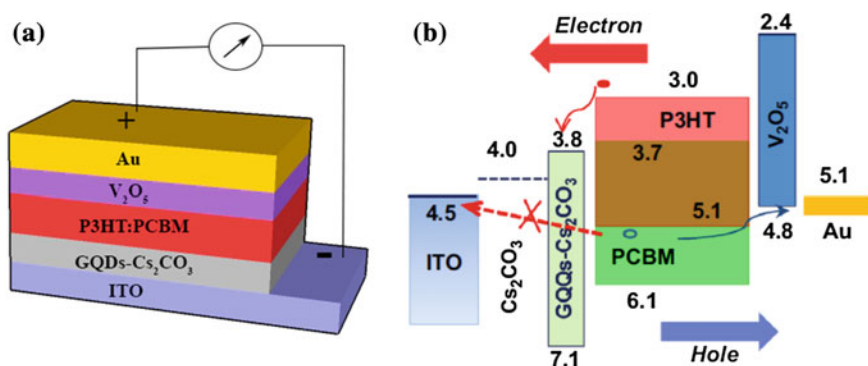 (a)
+
Au
V₂O₅
P3HT:PCBM
GQDs-Cs₂CO₃
ITO
-
(b)
Electron
2.4
3.0
P3HT
V₂O₅
3.8
4.0
3.7
5.1
4.5
5.1
4.8
Au
ITO
Cs₂CO₃
GQQs-Cs₂CO₃
PCBM
6.1
7.1
Hole